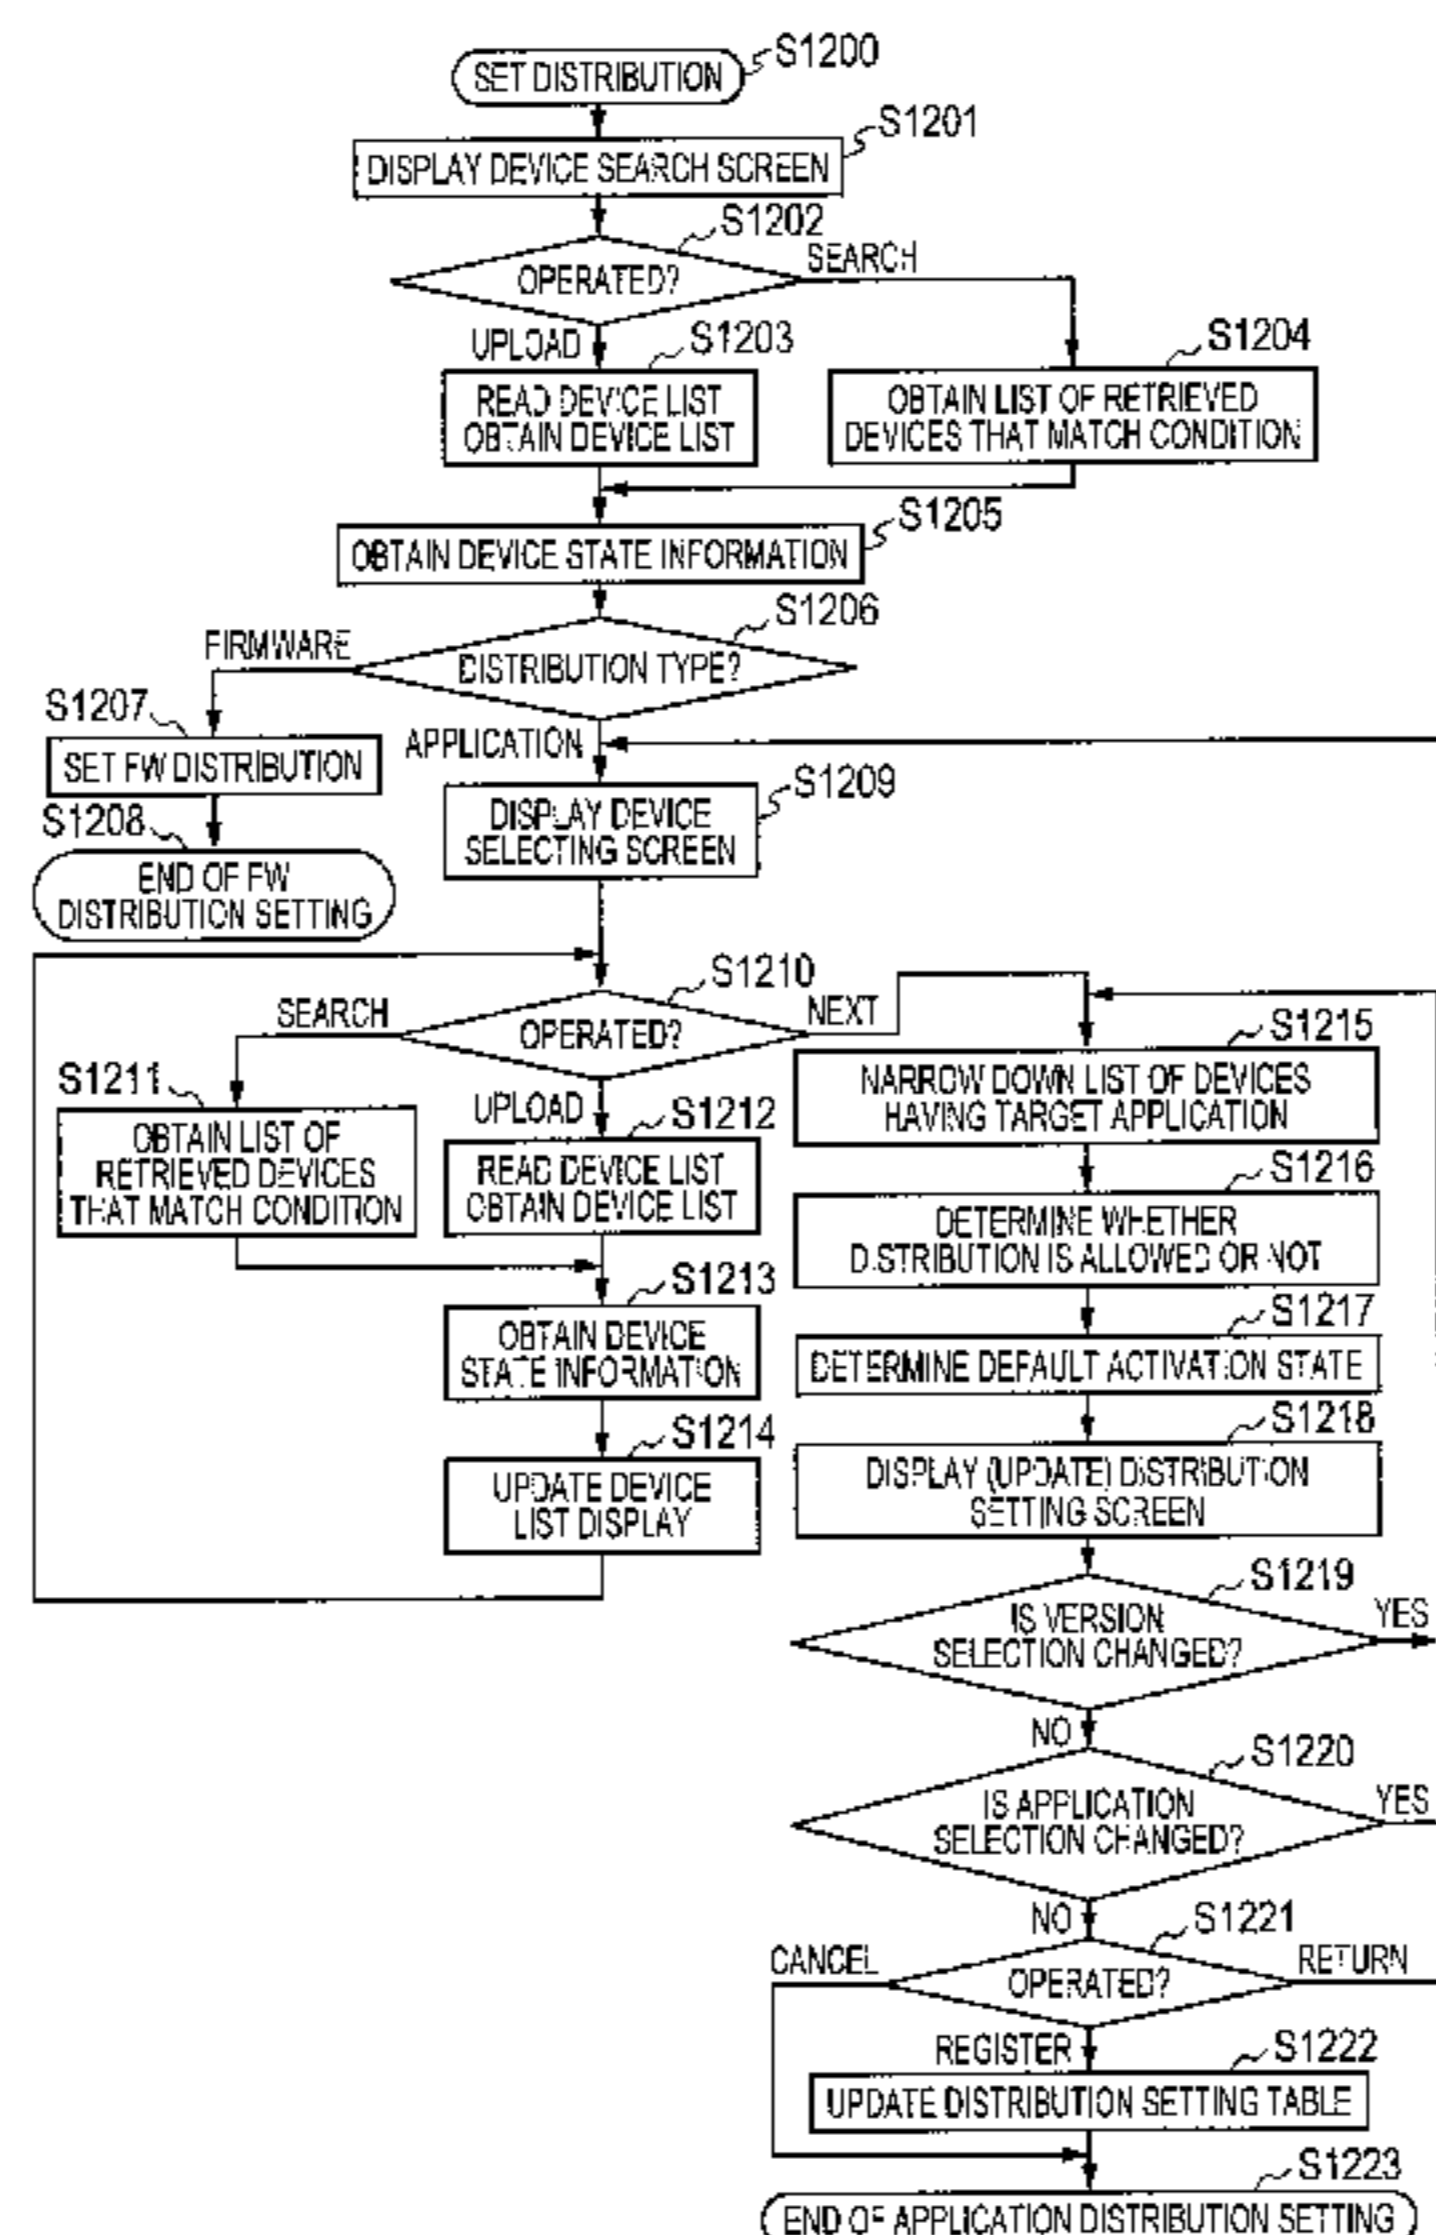 S1200
SET DISTRIBUTION
S1201
DISPLAY DEVICE SEARCH SCREEN
S1202
OPERATED?
SEARCH
UPLOAD
S1203
READ DEVICE LIST
OBTAIN DEVICE LIST
S1204
OBTAIN LIST OF RETRIEVED
DEVICES THAT MATCH CONDITION
S1205
OBTAIN DEVICE STATE INFORMATION
S1206
DISTRIBUTION TYPE?
FIRMWARE
S1207
SET FW DISTRIBUTION
S1208
END OF FW
DISTRIBUTION SETTING
APPLICATION
S1209
DISPLAY DEVICE
SELECTING SCREEN
S1210
OPERATED?
SEARCH
NEXT
S1211
OBTAIN LIST OF
RETRIEVED DEVICES
THAT MATCH CONDITION
UPLOAD
S1212
READ DEVICE LIST
OBTAIN DEVICE LIST
S1213
OBTAIN DEVICE
STATE INFORMATION
S1214
UPDATE DEVICE
LIST DISPLAY
S1215
NARROW DOWN LIST OF DEVICES
HAVING TARGET APPLICATION
S1216
DETERMINE WHETHER
DISTRIBUTION IS ALLOWED OR NOT
S1217
DETERMINE DEFAULT ACTIVATION STATE
S1218
DISPLAY (UPDATE) DISTRIBUTION
SETTING SCREEN
S1219
IS VERSION
SELECTION CHANGED?
YES
NO
S1220
IS APPLICATION
SELECTION CHANGED?
YES
NO
S1221
OPERATED?
CANCEL
RETURN
REGISTER
S1222
UPDATE DISTRIBUTION SETTING TABLE
S1223
END OF APPLICATION DISTRIBUTION SETTING